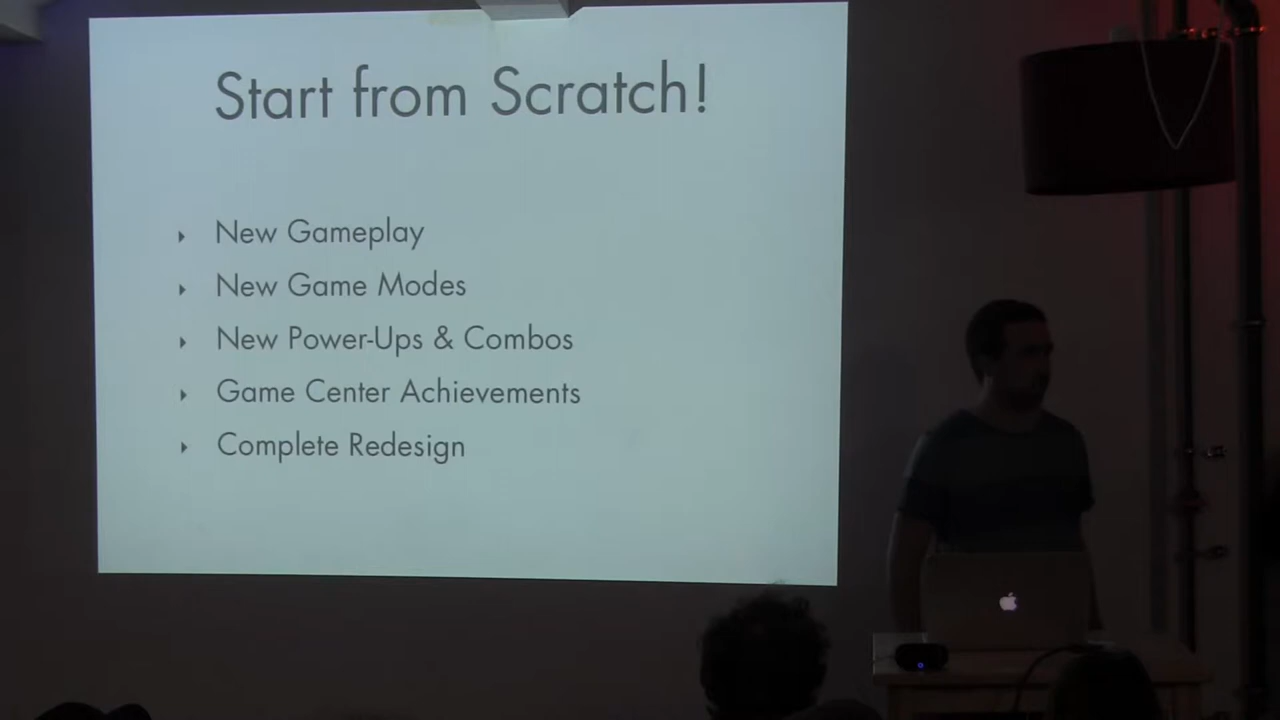 Start from Scratch!
New Gameplay
New Game Modes
New Power-Ups & Combos
Game Center Achievements
Complete Redesign